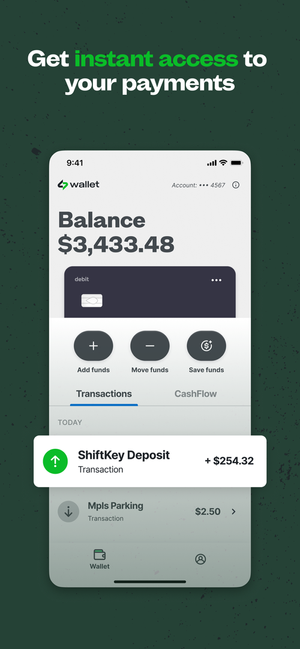 Get instant access to
your payments
9:41
wallet
Account: ••• 4567
Balance
$3,433.48
debit
Add funds
Move funds
Save funds
Transactions
CashFlow
TODAY
ShiftKey Deposit
+ $254.32
Transaction
Mpls Parking
$2.50
Transaction
Wallet